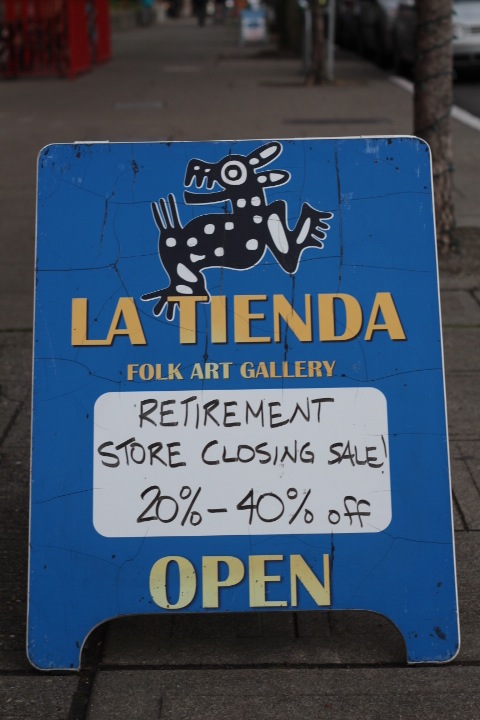 LA TIENDA
FOLK ART GALLERY
RETIREMENT
STORE CLOSING SALE!
20%-40% off
OPEN